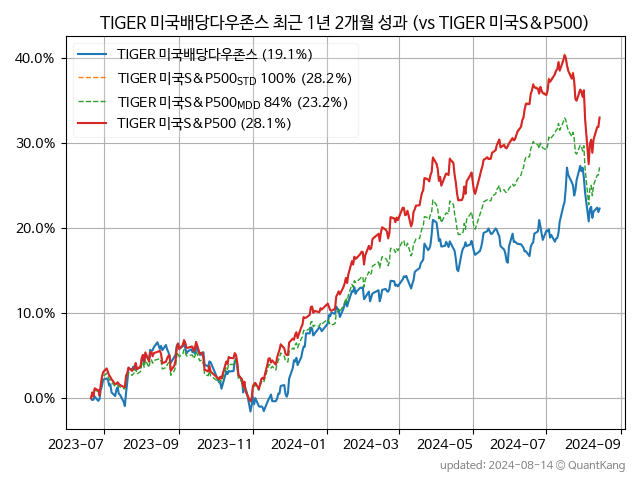 TIGER 미국배당다우존스 최근 1년 2개월 성과 (vs TIGER 미국S&P500)
TIGER 미국배당다우존스 (19.1%)
TIGER 미국S&P500STD 100% (28.2%)
TIGER 미국S&P500MDD 84% (23.2%)
TIGER 미국S&P500 (28.1%)
40.0%
30.0%
20.0%
10.0%
0.0%
2023-07 2023-09 2023-11 2024-01 2024-03 2024-05 2024-07 2024-09
updated: 2024-08-14 © QuantKang